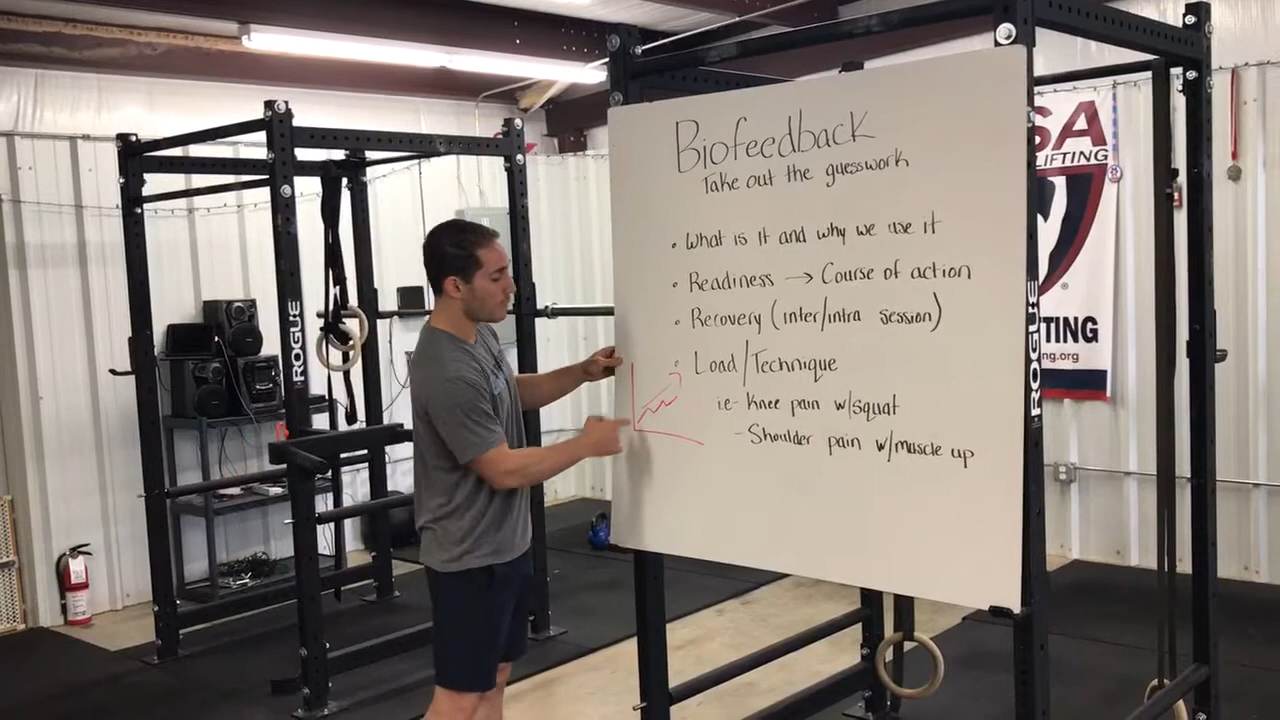 Biofeedback
Take out the guesswork
• What is it and why we use it
• Readiness → Course of action
• Recovery (inter/intra session)
• Load/Technique
i.e- Knee pain w/squat
- Shoulder pain w/muscle up
ROGUE
ROGUE
SA
LIFTING
®
TING
ng.org